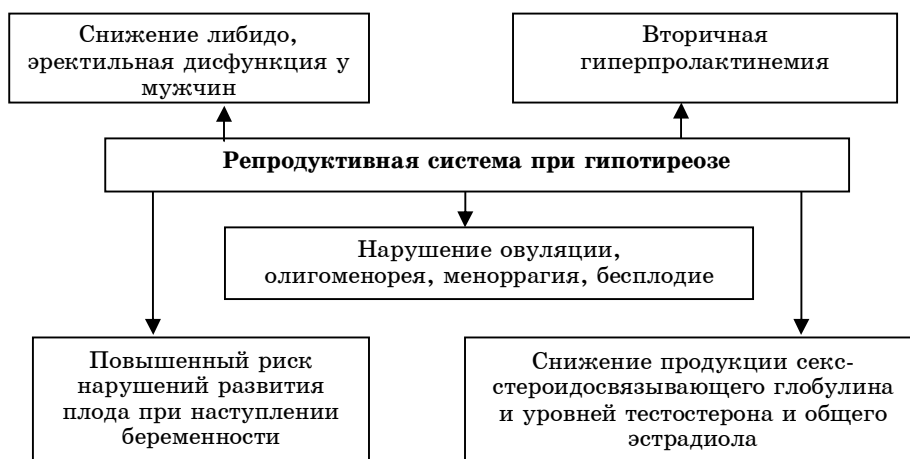 Снижение либидо,
эректильная дисфункция у
мужчин
Вторичная
гиперпролактинемия
Репродуктивная система при гипотиреозе
Нарушение овуляции,
олигоменорея, меноррагия, бесплодие
Повышенный риск
нарушений развития
плода при наступлении
беременности
Снижение продукции секс-
стероидосвязывающего глобулина
и уровней тестостерона и общего
эстрадиола